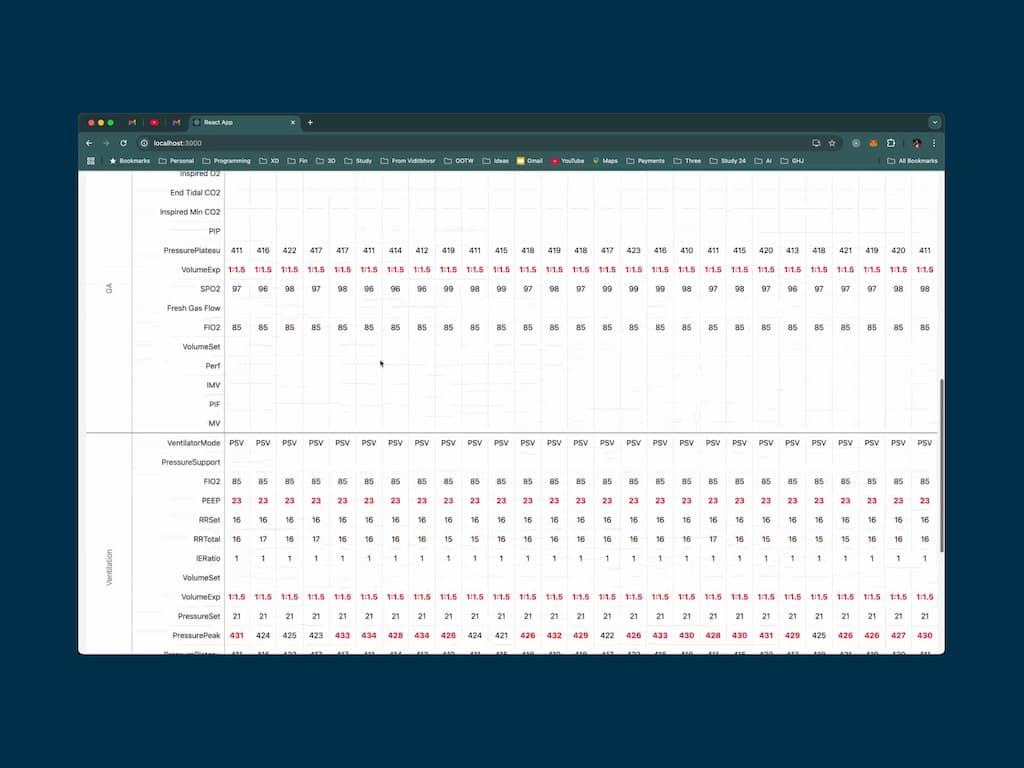 React App
localhost:3000
Bookmarks Personal Programming XD Fin 3D Study From Viditbhvsr OOTW Ideas Gmail YouTube Maps Payments Three Study 24 AI GHJ All Bookmarks
Inspired O2
End Tidal CO2
Inspired Min CO2
PIP
PressurePlateau 411 416 422 417 417 411 414 412 419 411 415 418 419 418 417 423 416 410 411 415 420 413 418 421 419 420 411
VolumeExp 1:1.5 1:1.5 1:1.5 1:1.5 1:1.5 1:1.5 1:1.5 1:1.5 1:1.5 1:1.5 1:1.5 1:1.5 1:1.5 1:1.5 1:1.5 1:1.5 1:1.5 1:1.5 1:1.5 1:1.5 1:1.5 1:1.5 1:1.5 1:1.5 1:1.5 1:1.5 1:1.5
GA
SPO2 97 96 98 97 98 96 96 96 99 98 99 97 98 97 99 99 99 98 97 98 97 96 97 97 97 98 98
Fresh Gas Flow
FIO2 85 85 85 85 85 85 85 85 85 85 85 85 85 85 85 85 85 85 85 85 85 85 85 85 85 85 85
VolumeSet
Perf
IMV
PIF
MV
VentilatorMode PSV PSV PSV PSV PSV PSV PSV PSV PSV PSV PSV PSV PSV PSV PSV PSV PSV PSV PSV PSV PSV PSV PSV PSV PSV PSV PSV
PressureSupport
FIO2 85 85 85 85 85 85 85 85 85 85 85 85 85 85 85 85 85 85 85 85 85 85 85 85 85 85 85
PEEP 23 23 23 23 23 23 23 23 23 23 23 23 23 23 23 23 23 23 23 23 23 23 23 23 23 23 23
RRSet 16 16 16 16 16 16 16 16 16 16 16 16 16 16 16 16 16 16 16 16 16 16 16 16 16 16 16
RRTotal 16 17 16 17 16 16 16 16 15 15 16 16 16 16 16 16 16 16 17 16 15 16 15 15 16 16 16
IERatio 1 1 1 1 1 1 1 1 1 1 1 1 1 1 1 1 1 1 1 1 1 1 1 1 1 1 1
Ventilation
VolumeSet
VolumeExp 1:1.5 1:1.5 1:1.5 1:1.5 1:1.5 1:1.5 1:1.5 1:1.5 1:1.5 1:1.5 1:1.5 1:1.5 1:1.5 1:1.5 1:1.5 1:1.5 1:1.5 1:1.5 1:1.5 1:1.5 1:1.5 1:1.5 1:1.5 1:1.5 1:1.5 1:1.5 1:1.5
PressureSet 21 21 21 21 21 21 21 21 21 21 21 21 21 21 21 21 21 21 21 21 21 21 21 21 21 21 21
PressurePeak 431 424 425 423 433 434 428 434 426 424 421 426 432 429 422 426 433 430 428 430 431 429 425 426 426 427 430